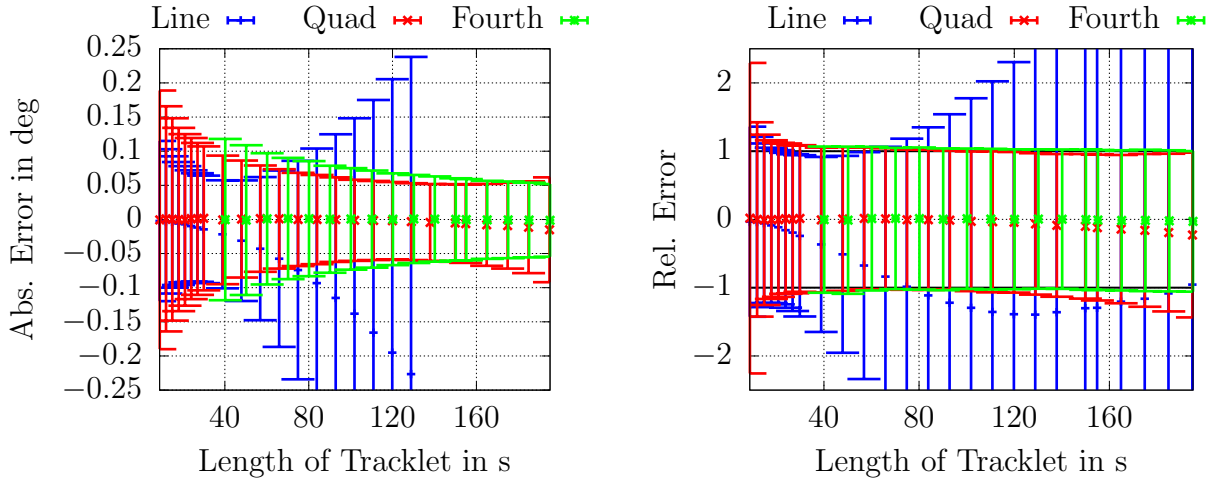 Line Quad Fourth
0.25
0.2
0.15
0.1
0.05
0
−0.05
−0.1
−0.15
−0.2
−0.25
Abs. Error in deg
40 80 120 160
Length of Tracklet in s
Line Quad Fourth
2
1
0
−1
−2
Rel. Error
40 80 120 160
Length of Tracklet in s